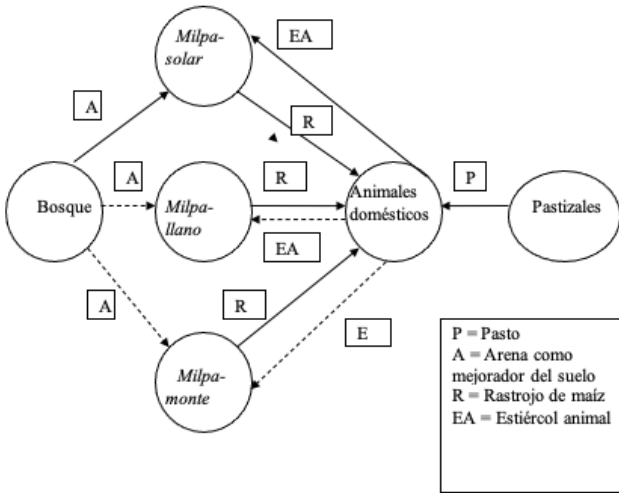 EA
Milpa-
solar
A
R
A
R
P
Bosque
Milpa-
llano
Animales
domésticos
Pastizales
EA
A
R
E
Milpa-
monte
P = Pasto
A = Arena como
mejorador del suelo
R = Rastrojo de maíz
EA = Estiércol animal